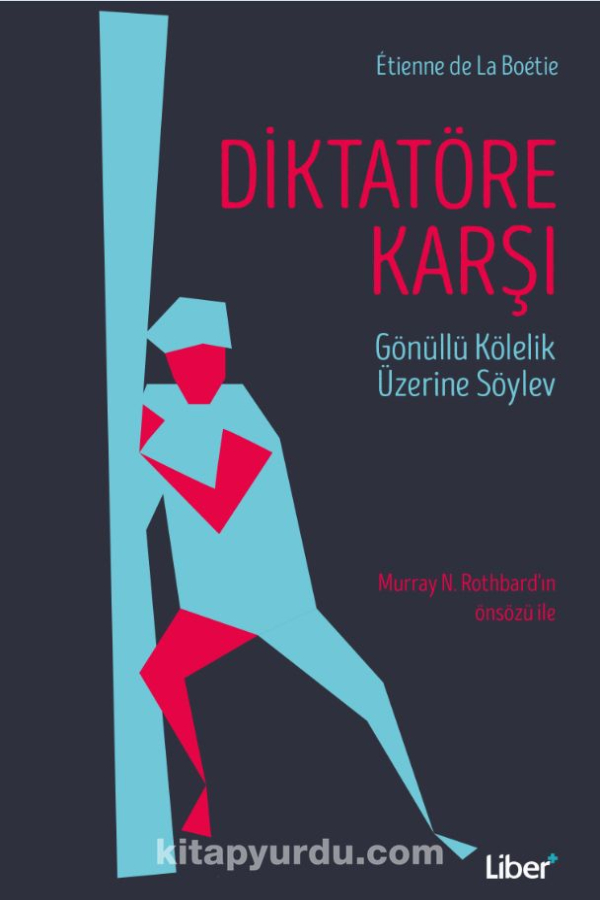 Étienne de La Boétie
DİKTATÖRE
KARŞI
Gönüllü Kölelik
Üzerine Söylev
Murray N. Rothbard'ın
önsözü ile
kitapyurdu.com
Liber+